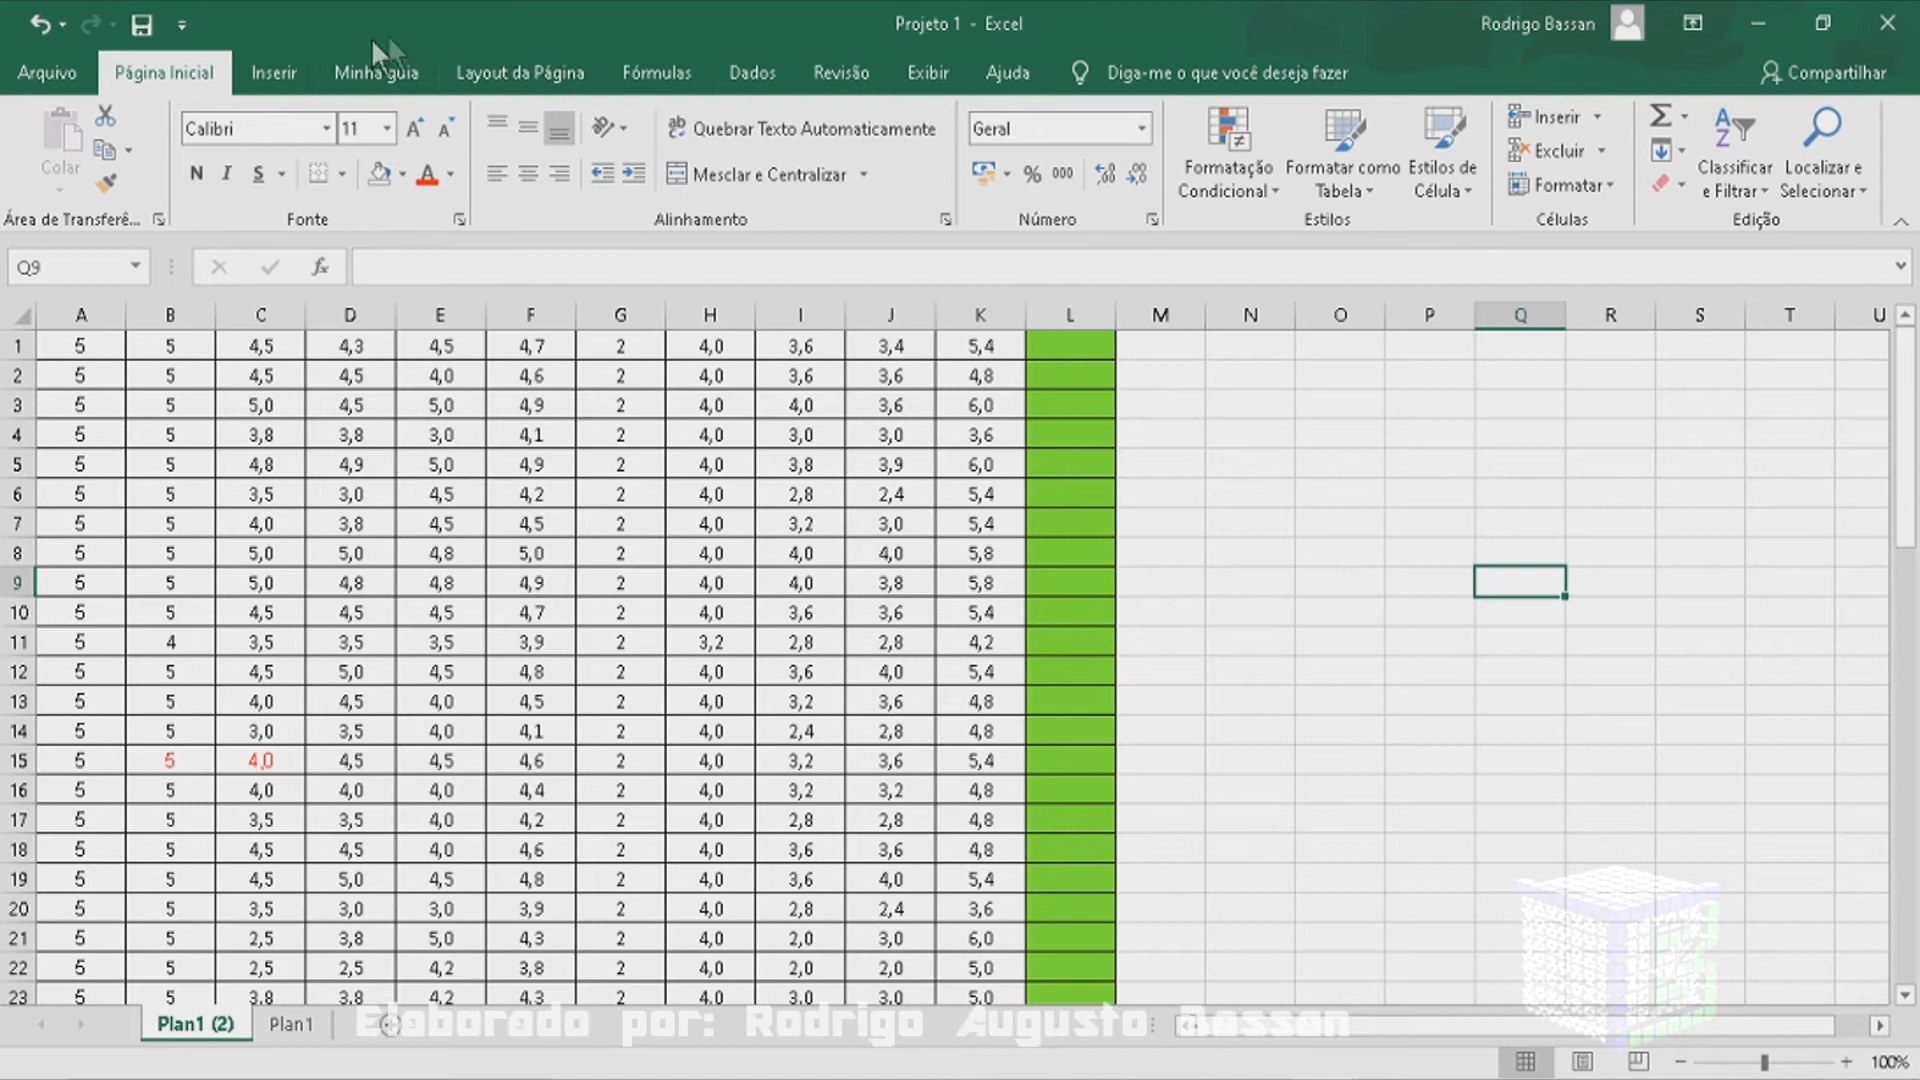 Projeto 1 - Excel
Rodrigo Bassan
Arquivo Página Inicial Inserir Minha guia Layout da Página Fórmulas Dados Revisão Exibir Ajuda Diga-me o que você deseja fazer Compartilhar
Colar
Área de Transferê...
Calibri 11
N I S
Fonte
Quebrar Texto Automaticamente
Mesclar e Centralizar
Alinhamento
Geral
% 000
Número
Formatação Condicional
Formatar como Tabela
Estilos de Célula
Estilos
Inserir
Excluir
Formatar
Células
Classificar e Filtrar
Localizar e Selecionar
Edição
Q9 fx
A B C D E F G H I J K L M N O P Q R S T U
1 5 5 4,5 4,3 4,5 4,7 2 4,0 3,6 3,4 5,4
2 5 5 4,5 4,5 4,0 4,6 2 4,0 3,6 3,6 4,8
3 5 5 5,0 4,5 5,0 4,9 2 4,0 4,0 3,6 6,0
4 5 5 3,8 3,8 3,0 4,1 2 4,0 3,0 3,0 3,6
5 5 5 4,8 4,9 5,0 4,9 2 4,0 3,8 3,9 6,0
6 5 5 3,5 3,0 4,5 4,2 2 4,0 2,8 2,4 5,4
7 5 5 4,0 3,8 4,5 4,5 2 4,0 3,2 3,0 5,4
8 5 5 5,0 5,0 4,8 5,0 2 4,0 4,0 4,0 5,8
9 5 5 5,0 4,8 4,8 4,9 2 4,0 4,0 3,8 5,8
10 5 5 4,5 4,5 4,5 4,7 2 4,0 3,6 3,6 5,4
11 5 4 3,5 3,5 3,5 3,9 2 3,2 2,8 2,8 4,2
12 5 5 4,5 5,0 4,5 4,8 2 4,0 3,6 4,0 5,4
13 5 5 4,0 4,5 4,0 4,5 2 4,0 3,2 3,6 4,8
14 5 5 3,0 3,5 4,0 4,1 2 4,0 2,4 2,8 4,8
15 5 5 4,0 4,5 4,5 4,6 2 4,0 3,2 3,6 5,4
16 5 5 4,0 4,0 4,0 4,4 2 4,0 3,2 3,2 4,8
17 5 5 3,5 3,5 4,0 4,2 2 4,0 2,8 2,8 4,8
18 5 5 4,5 4,5 4,0 4,6 2 4,0 3,6 3,6 4,8
19 5 5 4,5 5,0 4,5 4,8 2 4,0 3,6 4,0 5,4
20 5 5 3,5 3,0 3,0 3,9 2 4,0 2,8 2,4 3,6
21 5 5 2,5 3,8 5,0 4,3 2 4,0 2,0 3,0 6,0
22 5 5 2,5 2,5 4,2 3,8 2 4,0 2,0 2,0 5,0
23 5 5 3,8 3,8 4,2 4,3 2 4,0 3,0 3,0 5,0
Plan1 (2) Plan1
Elaborado por: Rodrigo Augusto Bassan
100%